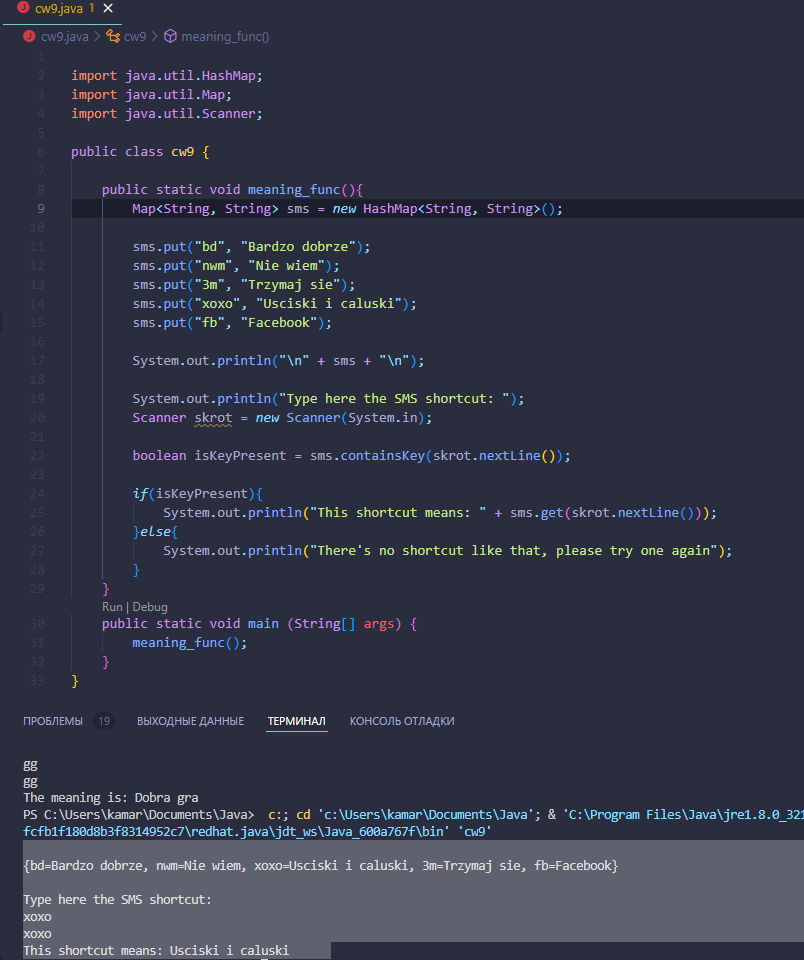 cw9.java 1 ✕
cw9.java > cw9 > meaning_func()
1
2 import java.util.HashMap;
3 import java.util.Map;
4 import java.util.Scanner;
5
6 public class cw9 {
7
8 public static void meaning_func(){
9 Map<String, String> sms = new HashMap<String, String>();
10
11 sms.put("bd", "Bardzo dobrze");
12 sms.put("nwm", "Nie wiem");
13 sms.put("3m", "Trzymaj sie");
14 sms.put("xoxo", "Usciski i caluski");
15 sms.put("fb", "Facebook");
16
17 System.out.println("\n" + sms + "\n");
18
19 System.out.println("Type here the SMS shortcut: ");
20 Scanner skrot = new Scanner(System.in);
21
22 boolean isKeyPresent = sms.containsKey(skrot.nextLine());
23
24 if(isKeyPresent){
25 System.out.println("This shortcut means: " + sms.get(skrot.nextLine()));
26 }else{
27 System.out.println("There's no shortcut like that, please try one again");
28 }
29 }
Run | Debug
30 public static void main (String[] args) {
31 meaning_func();
32 }
33 }
ПРОБЛЕМЫ 19 ВЫХОДНЫЕ ДАННЫЕ ТЕРМИНАЛ КОНСОЛЬ ОТЛАДКИ
gg
gg
The meaning is: Dobra gra
PS C:\Users\kamar\Documents\Java> c:; cd 'c:\Users\kamar\Documents\Java'; & 'C:\Program Files\Java\jre1.8.0_321
fcfb1f180d8b3f8314952c7\redhat.java\jdt_ws\Java_600a767f\bin' 'cw9'
{bd=Bardzo dobrze, nwm=Nie wiem, xoxo=Usciski i caluski, 3m=Trzymaj sie, fb=Facebook}
Type here the SMS shortcut:
xoxo
xoxo
This shortcut means: Usciski i caluski